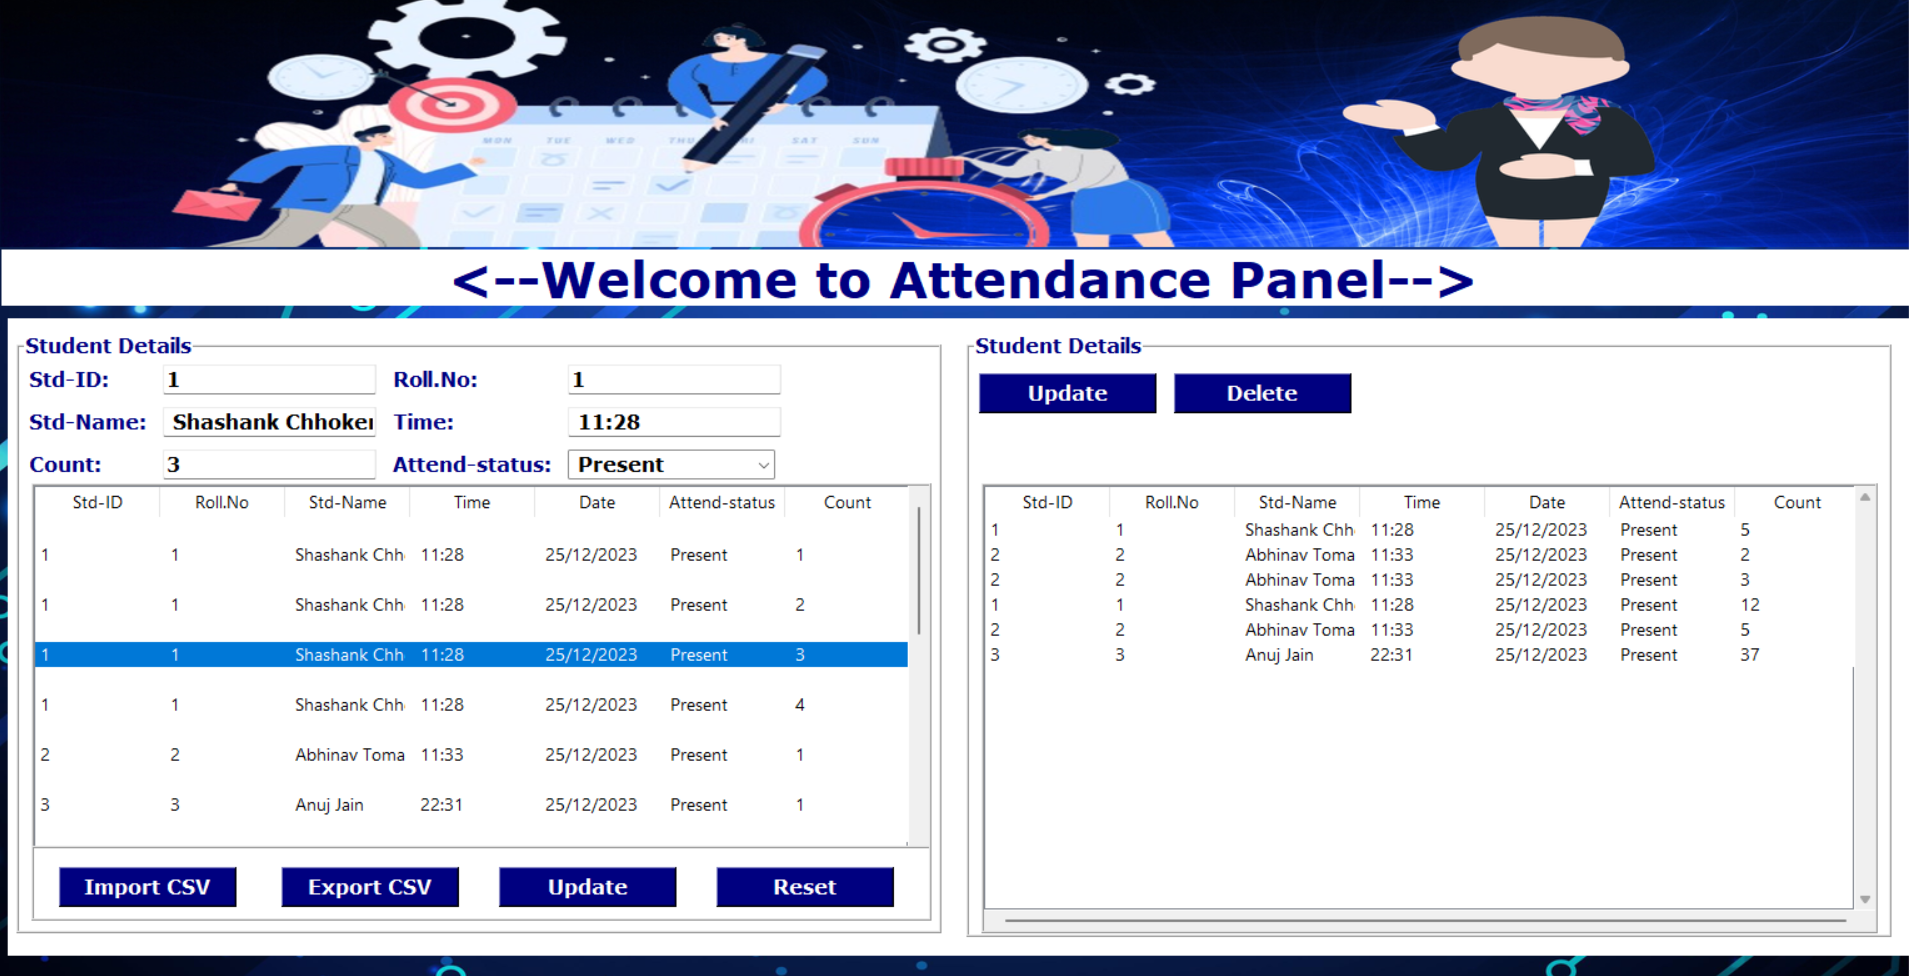 MON TUE WED THU SAT SUN
<--Welcome to Attendance Panel-->
Student Details
Std-ID: 1 Roll.No: 1
Std-Name: Shashank Chhoker Time: 11:28
Count: 3 Attend-status: Present
Std-ID Roll.No Std-Name Time Date Attend-status Count
1 1 Shashank Chh 11:28 25/12/2023 Present 1
1 1 Shashank Chh 11:28 25/12/2023 Present 2
1 1 Shashank Chh 11:28 25/12/2023 Present 3
1 1 Shashank Chh 11:28 25/12/2023 Present 4
2 2 Abhinav Toma 11:33 25/12/2023 Present 1
3 3 Anuj Jain 22:31 25/12/2023 Present 1
Import CSV Export CSV Update Reset
Student Details
Update Delete
Std-ID Roll.No Std-Name Time Date Attend-status Count
1 1 Shashank Chh 11:28 25/12/2023 Present 5
2 2 Abhinav Toma 11:33 25/12/2023 Present 2
2 2 Abhinav Toma 11:33 25/12/2023 Present 3
1 1 Shashank Chh 11:28 25/12/2023 Present 12
2 2 Abhinav Toma 11:33 25/12/2023 Present 5
3 3 Anuj Jain 22:31 25/12/2023 Present 37